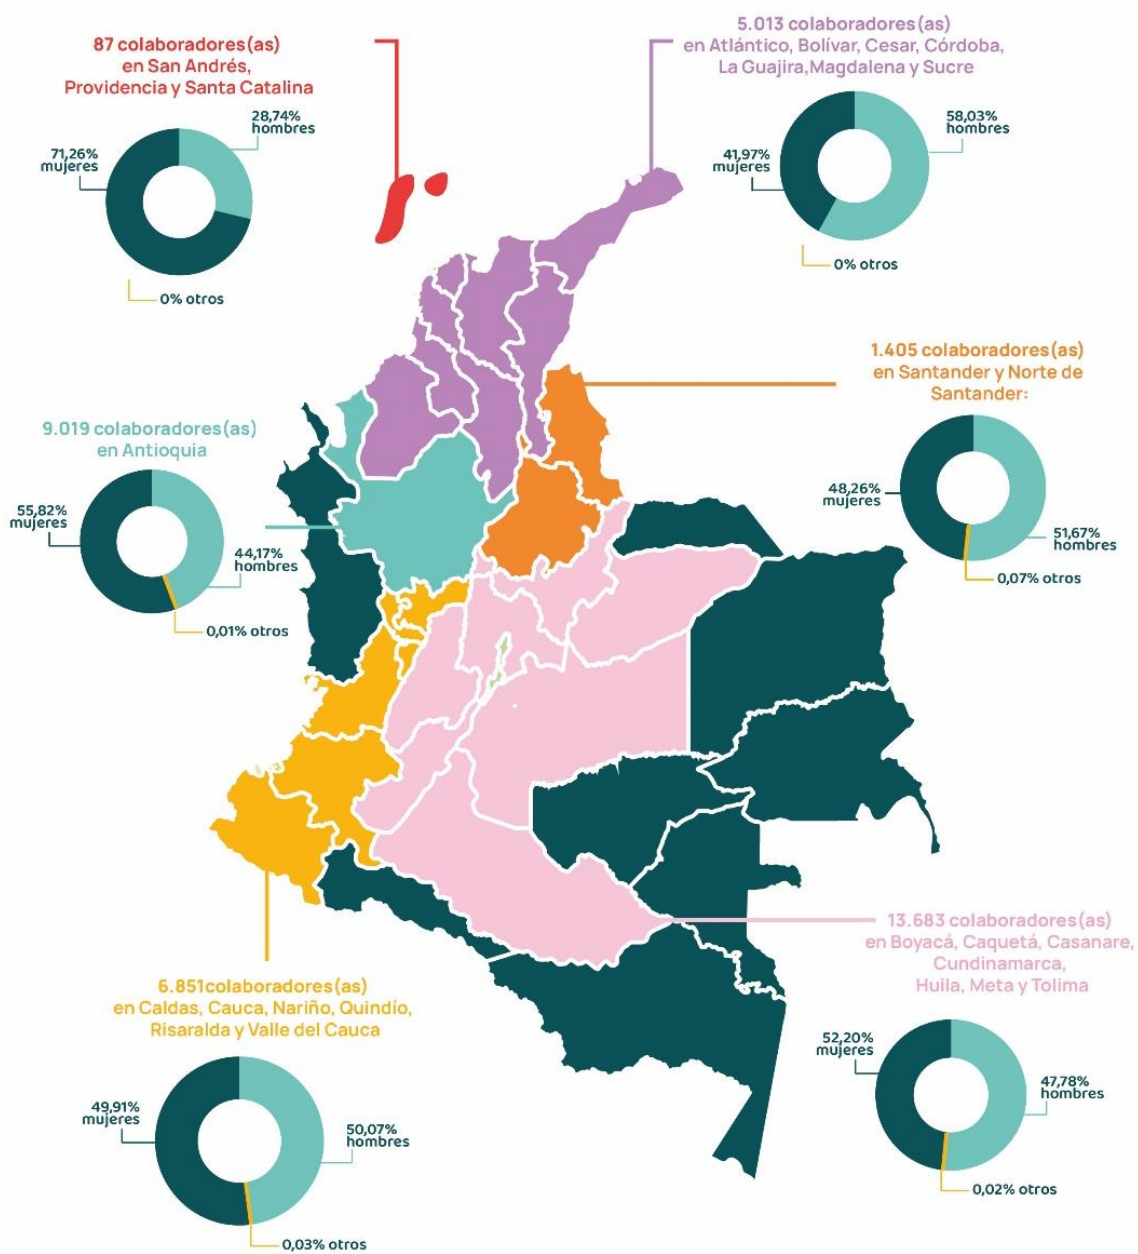 87 colaboradores(as)
en San Andrés,
Providencia y Santa Catalina
28,74%
hombres
71,26%
mujeres
0% otros
5.013 colaboradores(as)
en Atlántico, Bolívar, Cesar, Córdoba,
La Guajira,Magdalena y Sucre
58,03%
hombres
41,97%
mujeres
0% otros
1.405 colaboradores(as)
en Santander y Norte de
Santander:
48,26%
mujeres
51,67%
hombres
0,07% otros
9.019 colaboradores(as)
en Antioquia
55,82%
mujeres
44,17%
hombres
0,01% otros
13.683 colaboradores(as)
en Boyacá, Caquetá, Casanare,
Cundinamarca,
Huila, Meta y Tolima
52,20%
mujeres
47,78%
hombres
0,02% otros
6.851colaboradores(as)
en Caldas, Cauca, Nariño, Quindío,
Risaralda y Valle del Cauca
49,91%
mujeres
50,07%
hombres
0,03% otros